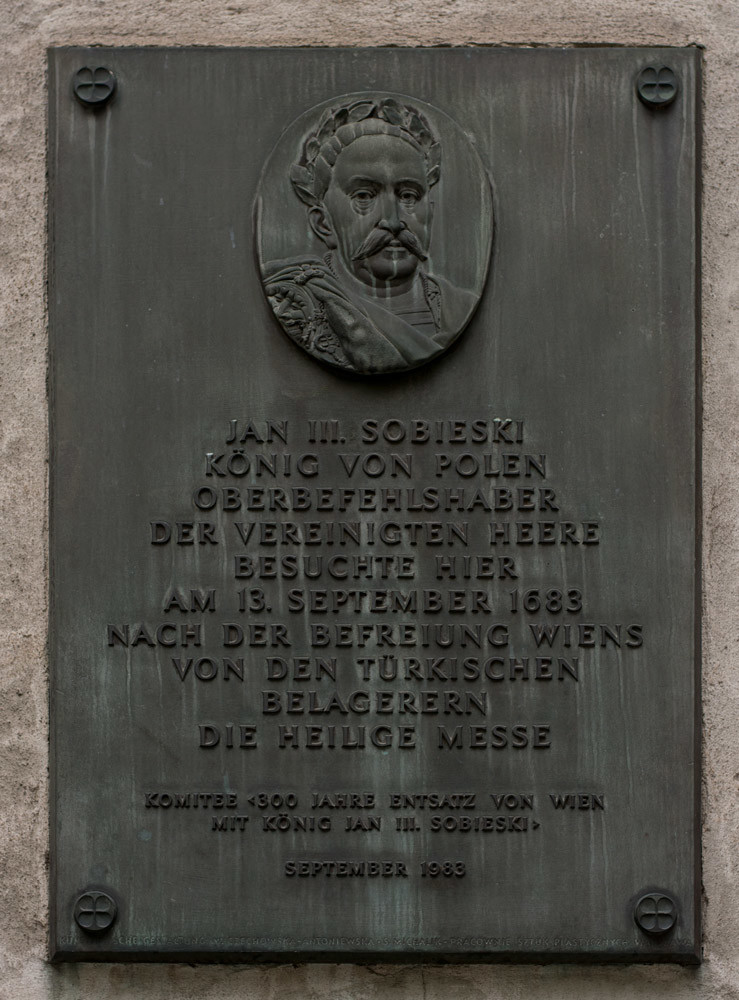 JAN III. SOBIESKI
KÖNIG VON POLEN
OBERBEFEHLSHABER
DER VEREINIGTEN HEERE
BESUCHTE HIER
AM 13. SEPTEMBER 1683
NACH DER BEFREIUNG WIENS
VON DEN TÜRKISCHEN
BELAGERERN
DIE HEILIGE MESSE
KOMITEE <300 JAHRE ENTSATZ VON WIEN
MIT KÖNIG JAN III. SOBIESKI>
SEPTEMBER 1983